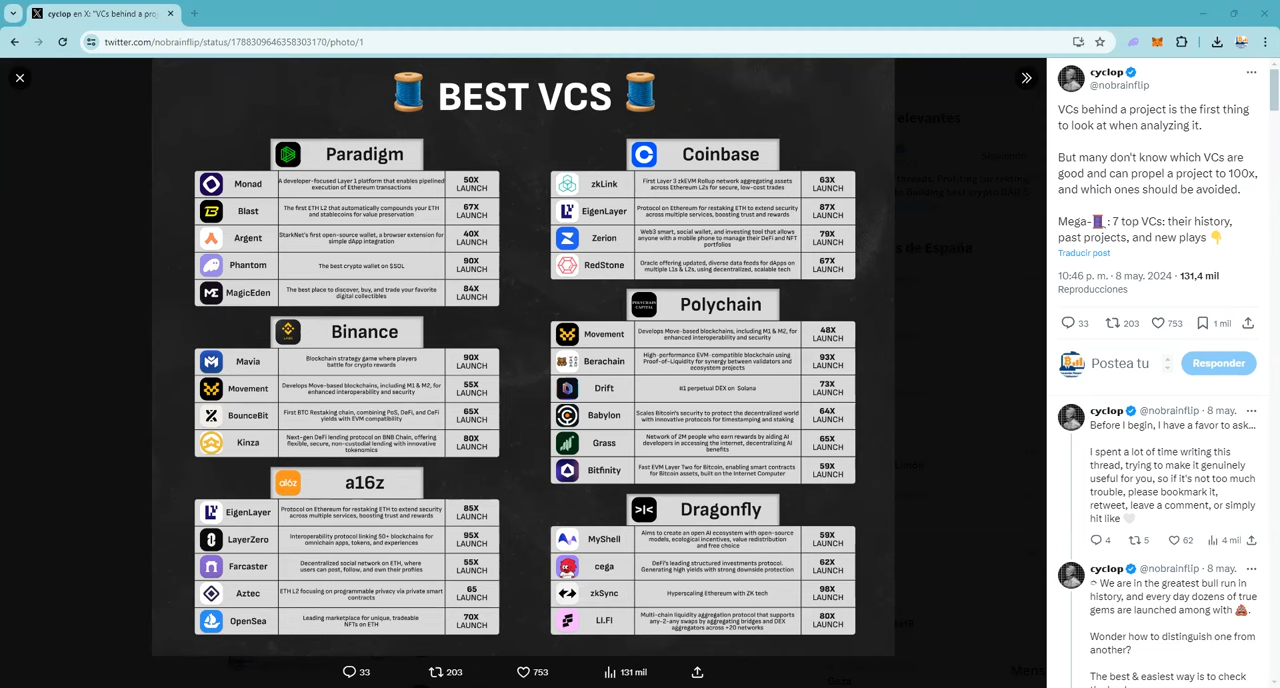 cyclop en X: "VCs behind a proj
twitter.com/nobrainflip/status/1788309646358303170/photo/1
BEST VCS
Paradigm
Monad
A developer-focused Layer 1 platform that enables pipelined
execution of Ethereum transactions
50X
LAUNCH
Blast
The first ETH L2 that automatically compounds your ETH
and stablecoins for value preservation
67X
LAUNCH
Argent
StarkNet's first open-source wallet, a browser extension for
simple dApp integration
40X
LAUNCH
Phantom
The best crypto wallet on $SOL
90X
LAUNCH
MagicEden
The best place to discover, buy, and trade your favorite
digital collectibles
84X
LAUNCH
Binance
Mavia
Blockchain strategy game where players
battle for crypto rewards
90X
LAUNCH
Movement
Develops Move-based blockchains, including M1 & M2, for
enhanced interoperability and security
55X
LAUNCH
BounceBit
First BTC Restaking chain, combining PoS, DeFi, and CeFi
yields with EVM compatibility
65X
LAUNCH
Kinza
Next-gen DeFi lending protocol on BNB Chain, offering
flexible, secure, non-custodial lending with innovative
tokenomics
80X
LAUNCH
a16z
a16z
EigenLayer
Protocol on Ethereum for restaking ETH to extend security
across multiple services, boosting trust and rewards
85X
LAUNCH
LayerZero
Interoperability protocol linking 50+ blockchains for
omnichain apps, tokens, and experiences
95X
LAUNCH
Farcaster
Decentralized social network on ETH, where
users can post, follow, and own their profiles
55X
LAUNCH
Aztec
ETH L2 focusing on programmable privacy via private smart
contracts
65
LAUNCH
OpenSea
Leading marketplace for unique, tradeable
NFTs on ETH
70X
LAUNCH
Coinbase
zkLink
First Layer 3 zkEVM Rollup network aggregating assets
across Ethereum L2s for secure, low-cost trades
63X
LAUNCH
EigenLayer
Protocol on Ethereum for restaking ETH to extend security
across multiple services, boosting trust and rewards
87X
LAUNCH
Zerion
Web3 smart, social wallet, and investing tool that allows
anyone with a mobile phone to manage their DeFi and NFT
portfolios
79X
LAUNCH
RedStone
Oracle offering updated, diverse data feeds for dApps on
multiple L1s & L2s, using decentralized, scalable tech
67X
LAUNCH
POLYCHAIN
CAPITAL
Polychain
Movement
Develops Move-based blockchains, including M1 & M2, for
enhanced interoperability and security
48X
LAUNCH
Berachain
High-performance EVM-compatible blockchain using
Proof-of-Liquidity for synergy between validators and
ecosystem projects
93X
LAUNCH
Drift
#1 perpetual DEX on Solana
73X
LAUNCH
Babylon
Scales Bitcoin's security to protect the decentralized world
with innovative protocols for timestamping and staking
64X
LAUNCH
Grass
Network of 2M people who earn rewards by aiding AI
developers in accessing the internet, decentralizing AI
benefits
65X
LAUNCH
Bitfinity
Fast EVM Layer Two for Bitcoin, enabling smart contracts
for Bitcoin assets, built on the Internet Computer
59X
LAUNCH
Dragonfly
MyShell
Aims to create an open AI ecosystem with open-source
models, ecological incentives, value redistribution
and free choice
59X
LAUNCH
cega
DeFi's leading structured investments protocol.
Generating high yields with strong downside protection
62X
LAUNCH
zkSync
Hyperscaling Ethereum with ZK tech
98X
LAUNCH
LI.FI
Multi-chain liquidity aggregation protocol that supports
any-2-any swaps by aggregating bridges and DEX
aggregators across +20 networks
80X
LAUNCH
33
203
753
131 mil
elevantes
s de España
cyclop
@nobrainflip
VCs behind a project is the first thing
to look at when analyzing it.
But many don't know which VCs are
good and can propel a project to 100x,
and which ones should be avoided.
Mega-🧵: 7 top VCs: their history,
past projects, and new plays 👇
Traducir post
10:46 p. m. · 8 may. 2024 · 131,4 mil
Reproducciones
33
203
753
1 mil
Postea tu
Responder
cyclop @nobrainflip · 8 may.
Before I begin, I have a favor to ask...
I spent a lot of time writing this
thread, trying to make it genuinely
useful for you, so if it's not too much
trouble, please bookmark it,
retweet, leave a comment, or simply
hit like 🤍
4
5
62
4 mil
cyclop @nobrainflip · 8 may.
We are in the greatest bull run in
history, and every day dozens of true
gems are launched among with 💩.
Wonder how to distinguish one from
another?
The best & easiest way is to check